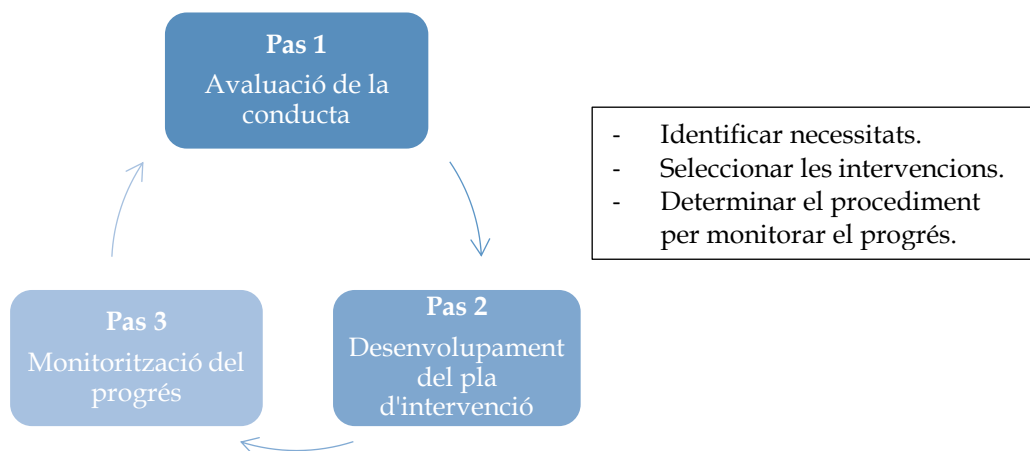 Pas 1
Avaluació de la
conducta
- Identificar necessitats.
- Seleccionar les intervencions.
- Determinar el procediment
per monitorar el progrés.
Pas 2
Desenvolupament
del pla
d'intervenció
Pas 3
Monitorització del
progrés